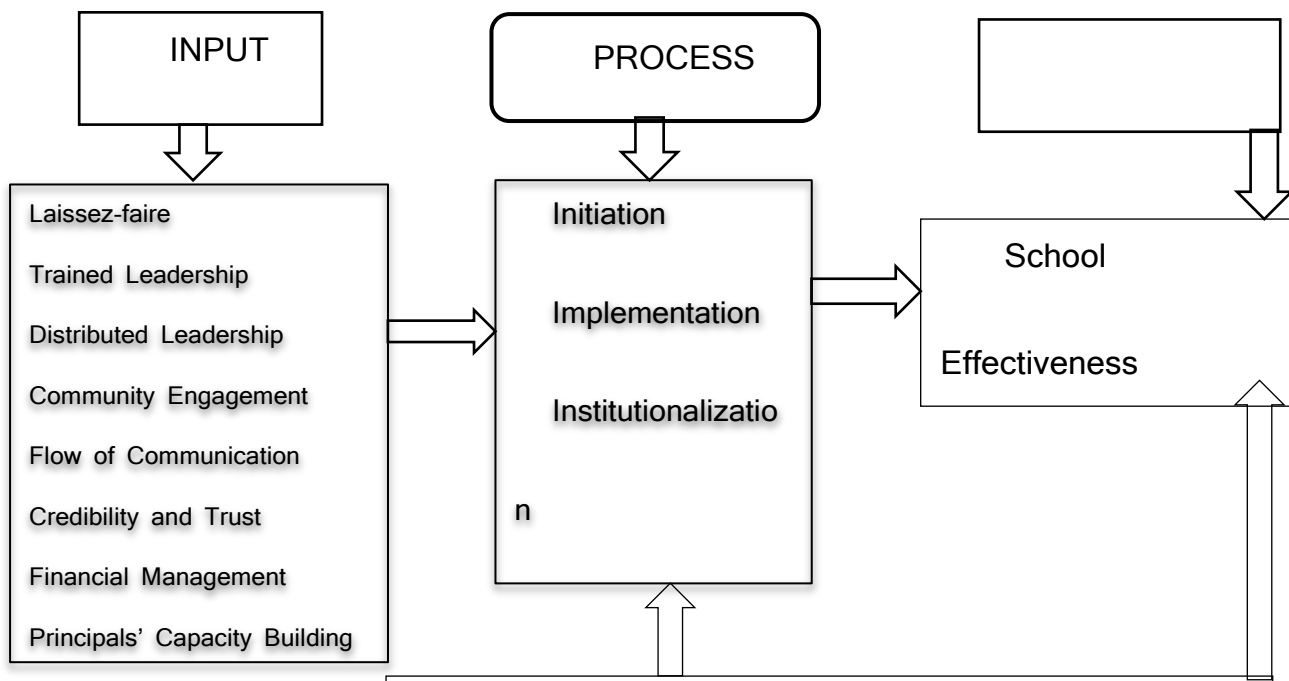 INPUT
PROCESS
Laissez-faire
Trained Leadership
Distributed Leadership
Community Engagement
Flow of Communication
Credibility and Trust
Financial Management
Principals’ Capacity Building
Initiation
Implementation
Institutionalizatio
n
School
Effectiveness